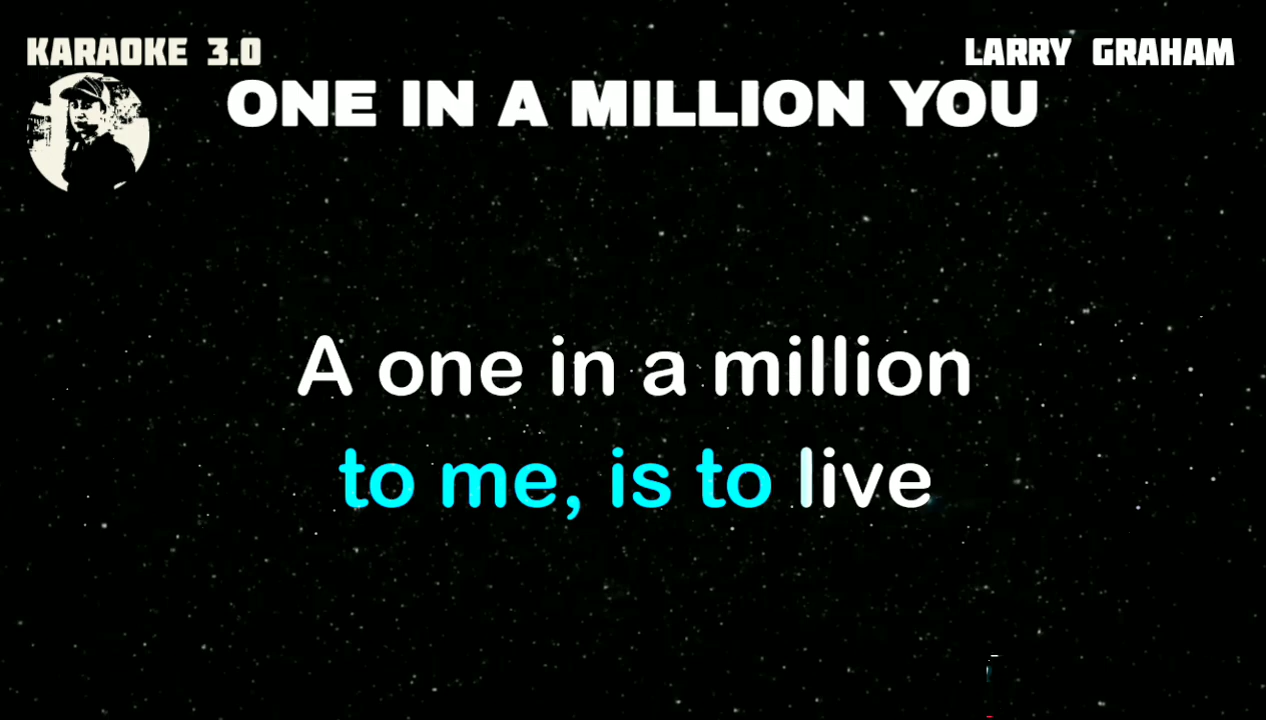 KARAOKE 3.0
LARRY GRAHAM
ONE IN A MILLION YOU
A one in a million
to me, is to live